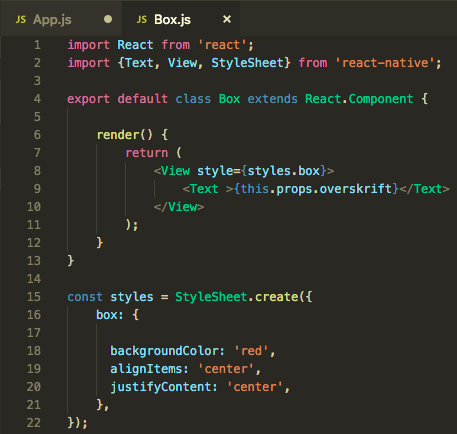 JS App.js ● JS Box.js ×
1 import React from 'react';
2 import {Text, View, StyleSheet} from 'react-native';
3
4 export default class Box extends React.Component {
5
6     render() {
7         return (
8             <View style={styles.box}>
9                 <Text >{this.props.overskrift}</Text>
10             </View>
11         );
12     }
13 }
14
15 const styles = StyleSheet.create({
16     box: {
17
18       backgroundColor: 'red',
19       alignItems: 'center',
20       justifyContent: 'center',
21     },
22 });